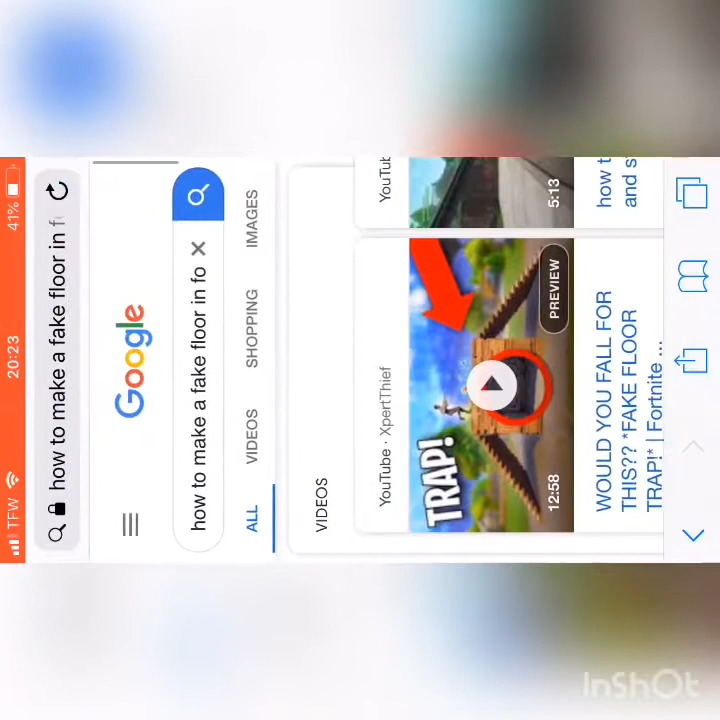 TFW
20:23
41%
how to make a fake floor in f
Google
how to make a fake floor in fo
ALL
VIDEOS
SHOPPING
IMAGES
VIDEOS
YouTube · XpertThief
TRAP!
12:58
PREVIEW
WOULD YOU FALL FOR
THIS?? *FAKE FLOOR
TRAP!* | Fortnite ...
5:13
how t
and s
InShOt